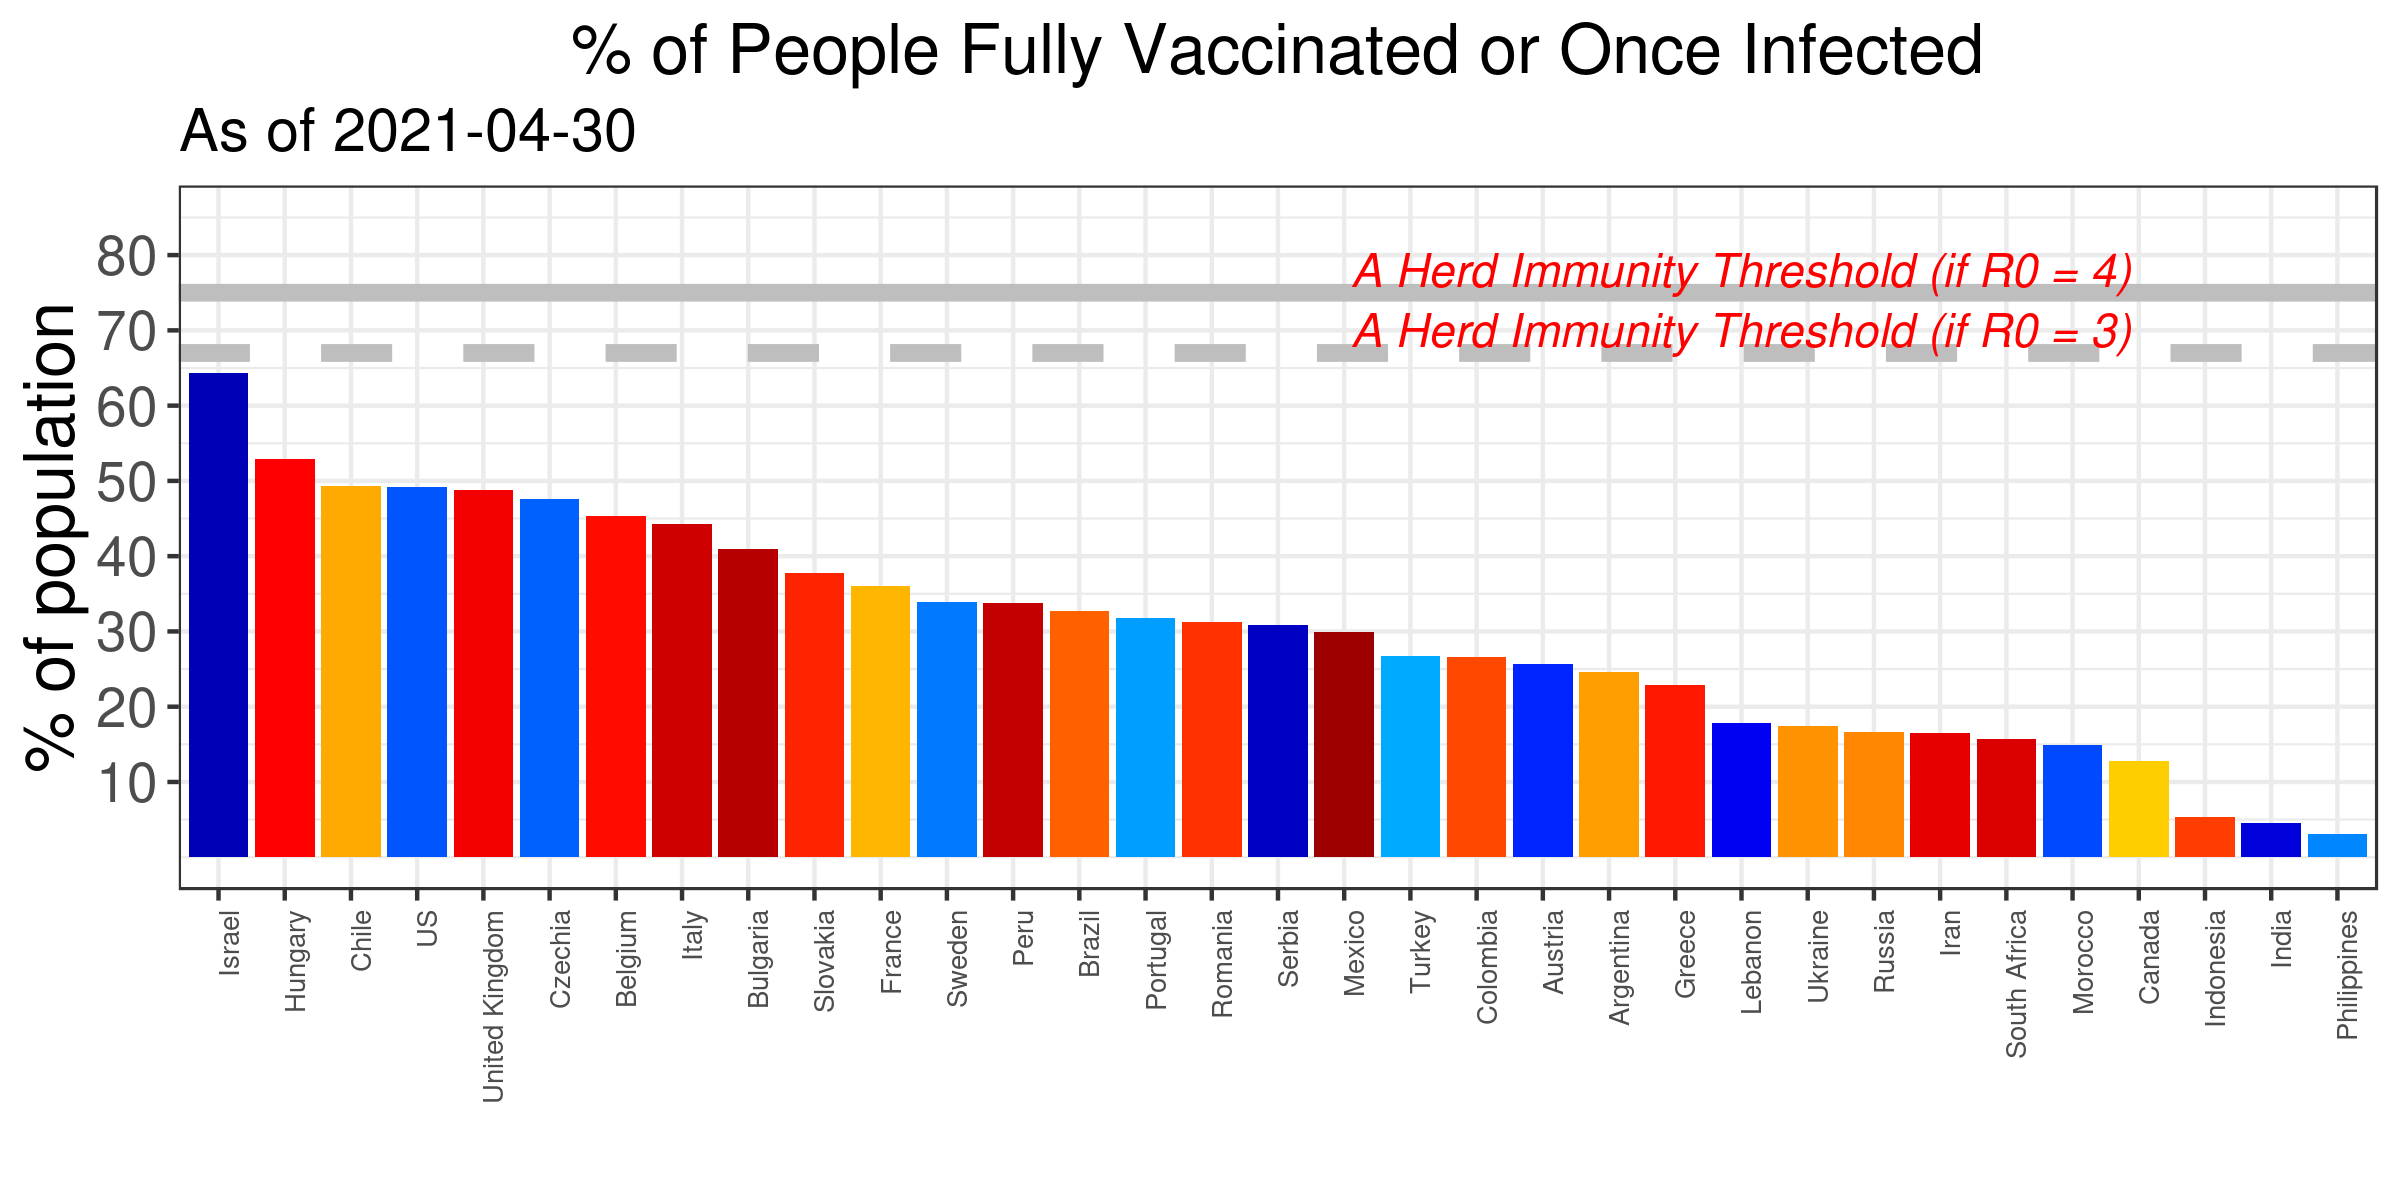 % of People Fully Vaccinated or Once Infected
As of 2021-04-30
% of population
80
70
60
50
40
30
20
10
A Herd Immunity Threshold (if R0 = 4)
A Herd Immunity Threshold (if R0 = 3)
Israel
Hungary
Chile
US
United Kingdom
Czechia
Belgium
Italy
Bulgaria
Slovakia
France
Sweden
Peru
Brazil
Portugal
Romania
Serbia
Mexico
Turkey
Colombia
Austria
Argentina
Greece
Lebanon
Ukraine
Russia
Iran
South Africa
Morocco
Canada
Indonesia
India
Philippines